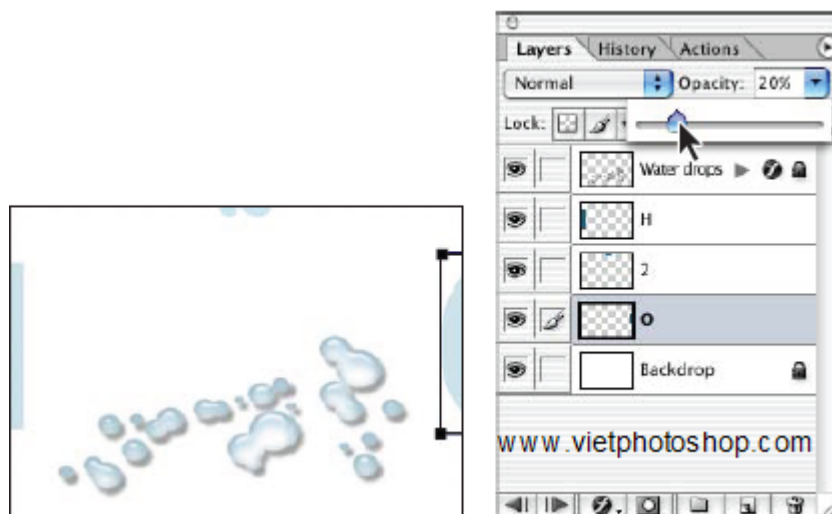 Layers History Actions
Normal Opacity: 20%
Lock:
Water drops
H
2
O
Backdrop
www.vietphotoshop.com